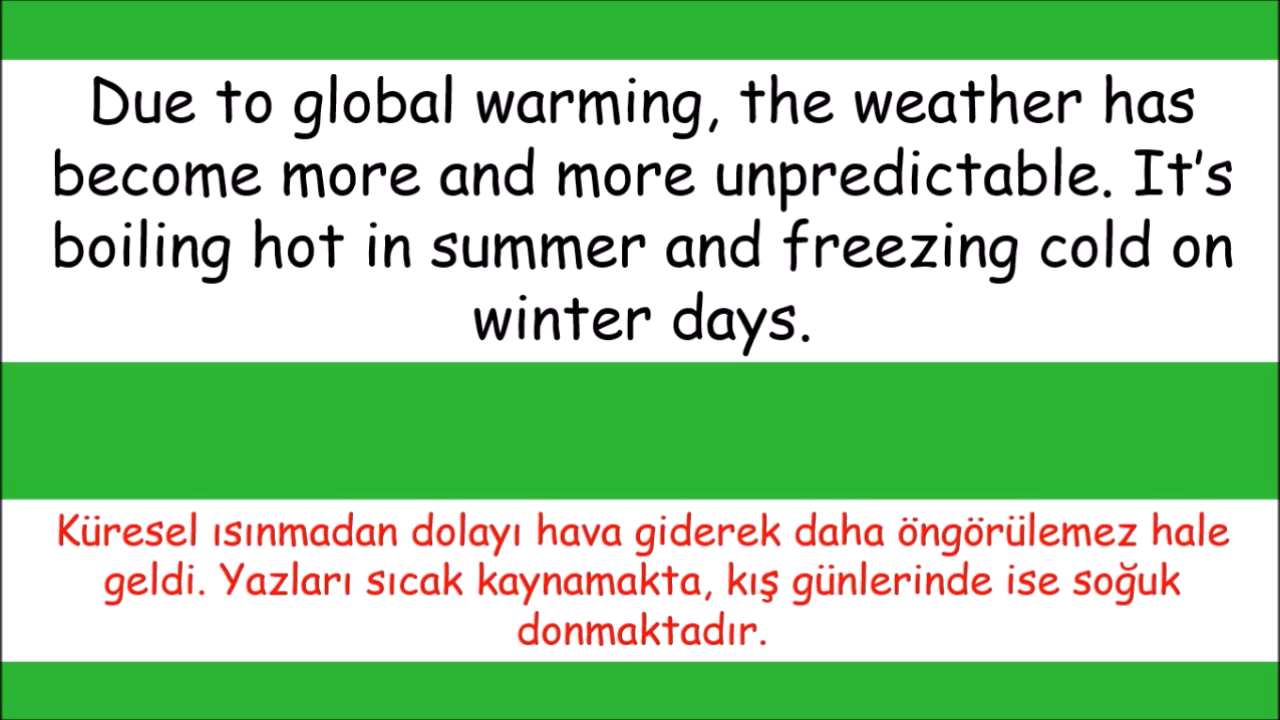 Due to global warming, the weather has
become more and more unpredictable. It’s
boiling hot in summer and freezing cold on
winter days.
Küresel ısınmadan dolayı hava giderek daha öngörülemez hale
geldi. Yazları sıcak kaynamakta, kış günlerinde ise soğuk
donmaktadır.